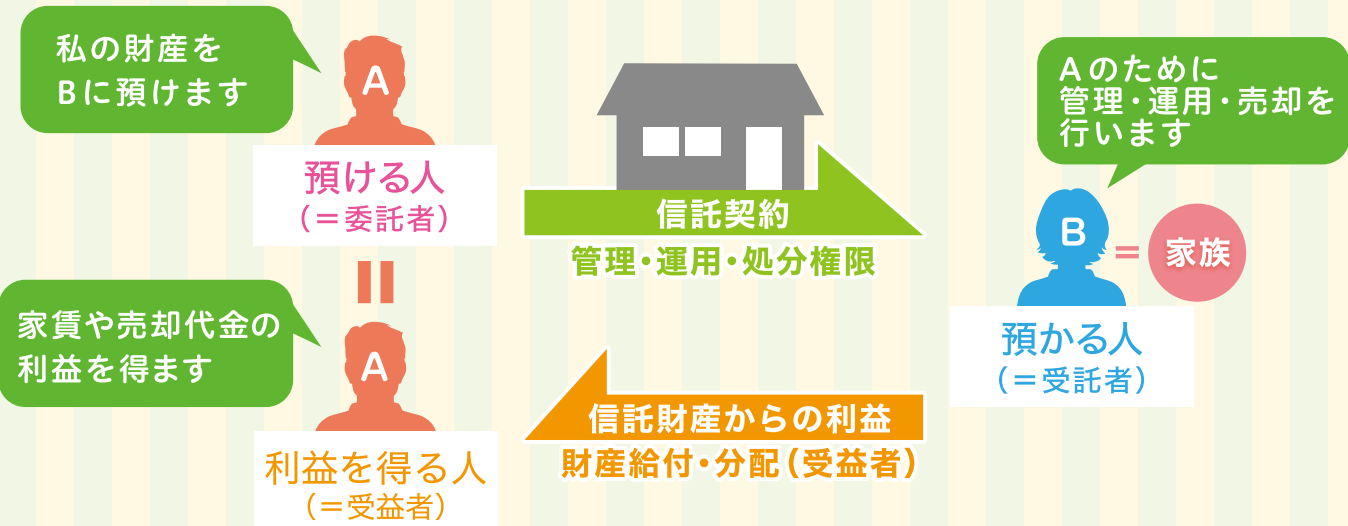 私の財産を
Bに預けます
A
預ける人
(＝委託者)
家賃や売却代金の
利益を得ます
A
利益を得る人
(＝受益者)
信託契約
管理・運用・処分権限
信託財産からの利益
財産給付・分配(受益者)
Aのために
管理・運用・売却を
行います
B
＝
家族
預かる人
(＝受託者)